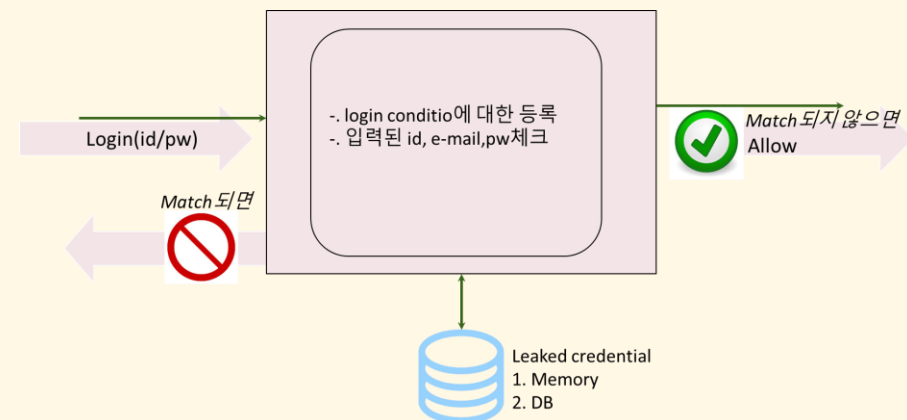 -. login conditio에 대한 등록
-. 입력된 id, e-mail,pw체크
Login(id/pw)
Match되지않으면
Allow
Match되면
Leaked credential
1. Memory
2. DB